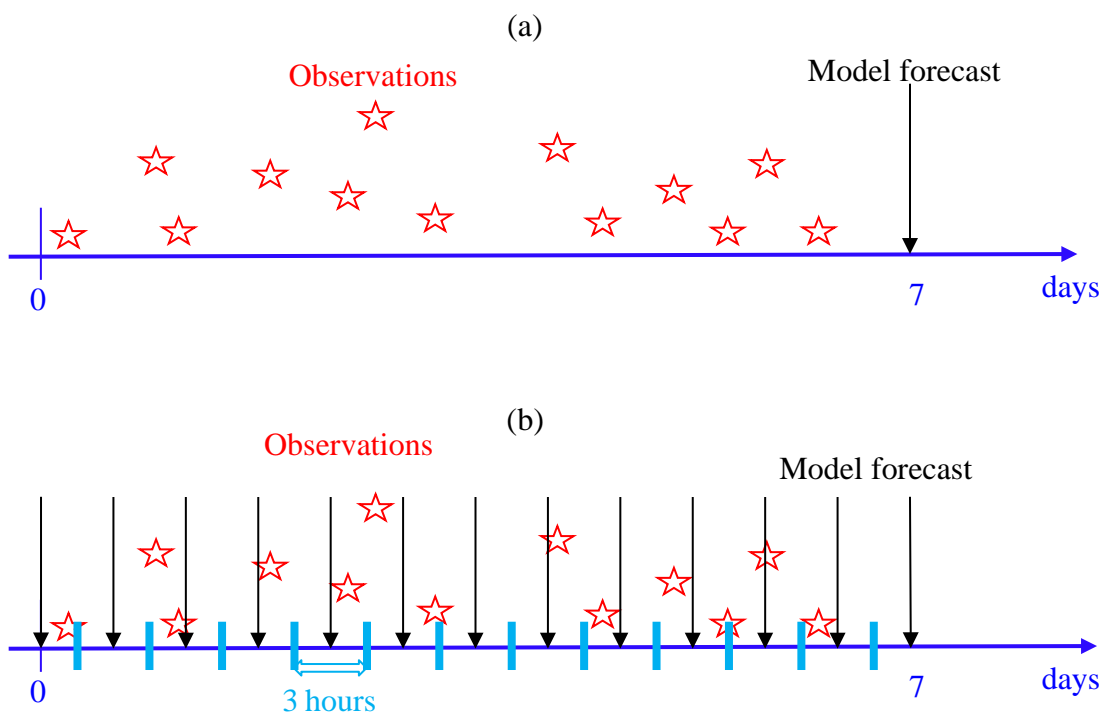 (a)
Observations
Model forecast
0
7
days
(b)
Observations
Model forecast
0
7
days
3 hours